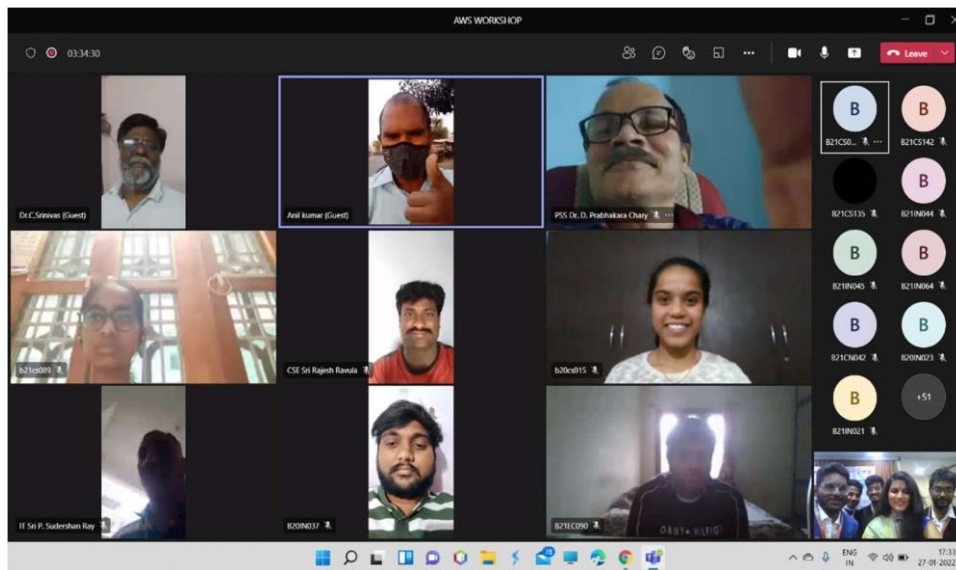 AWS WORKSHOP
03:34:30
Leave
Dr.C.Srinivas (Guest)
Anil kumar (Guest)
PSS Dr. D. Prabhakara Chary
B
B21CS0...
B
B21CS142
B21CS135
B
B21IN044
b21cs089
CSE Sri Rajesh Ravula
b20cs015
B
B21IN045
B
B21IN064
B
B21CN042
B
B20IN023
IT Sri P. Sudershan Ray
B20IN037
B21EC090
B
B21IN021
+51
ENG
IN
17:33
27-01-2022